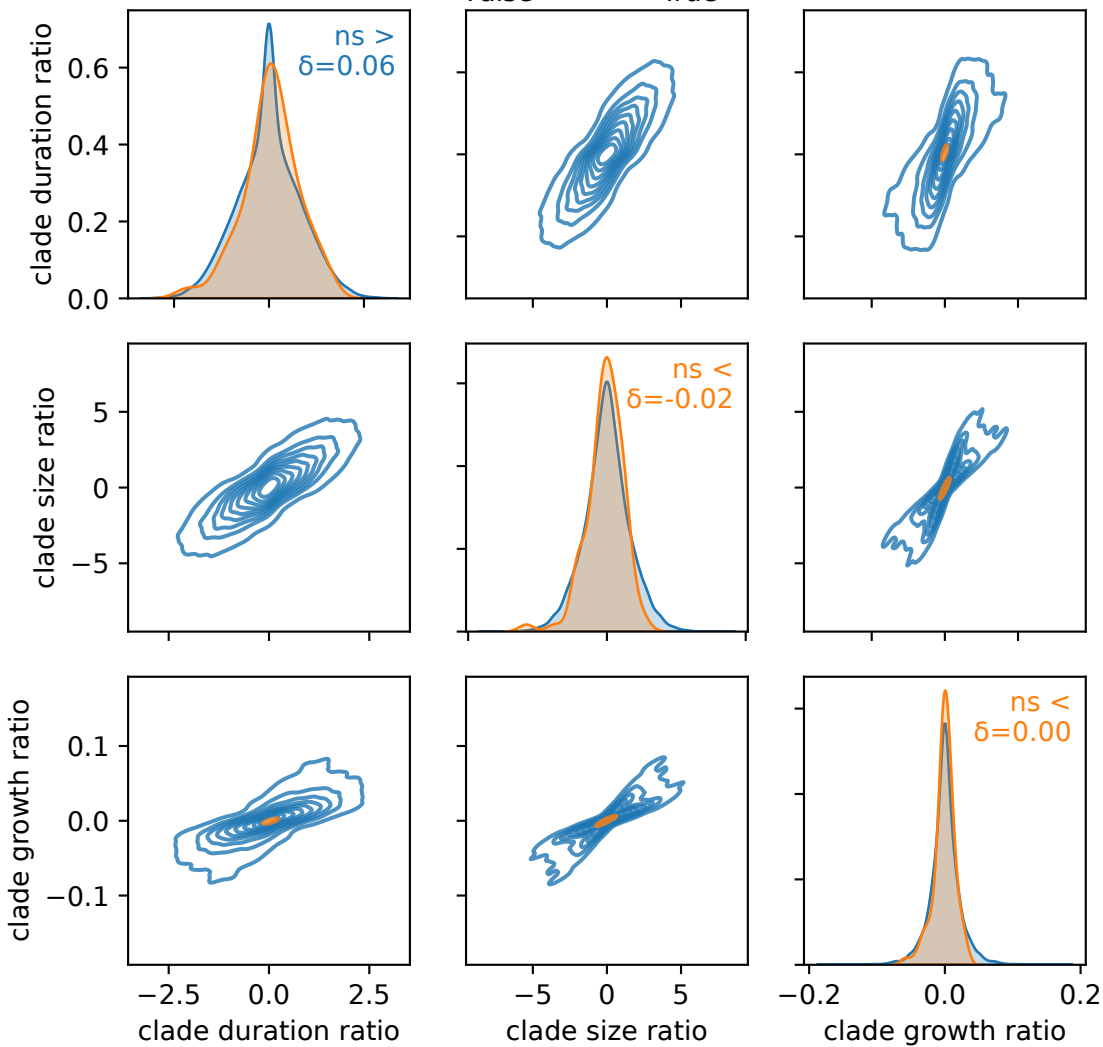 clade duration ratio
0.6
0.4
0.2
0.0
ns >
δ=0.06
clade size ratio
5
0
−5
ns <
δ=-0.02
clade growth ratio
0.1
0.0
−0.1
ns <
δ=0.00
−2.5
0.0
2.5
−5
0
5
−0.2
0.0
0.2
clade duration ratio
clade size ratio
clade growth ratio